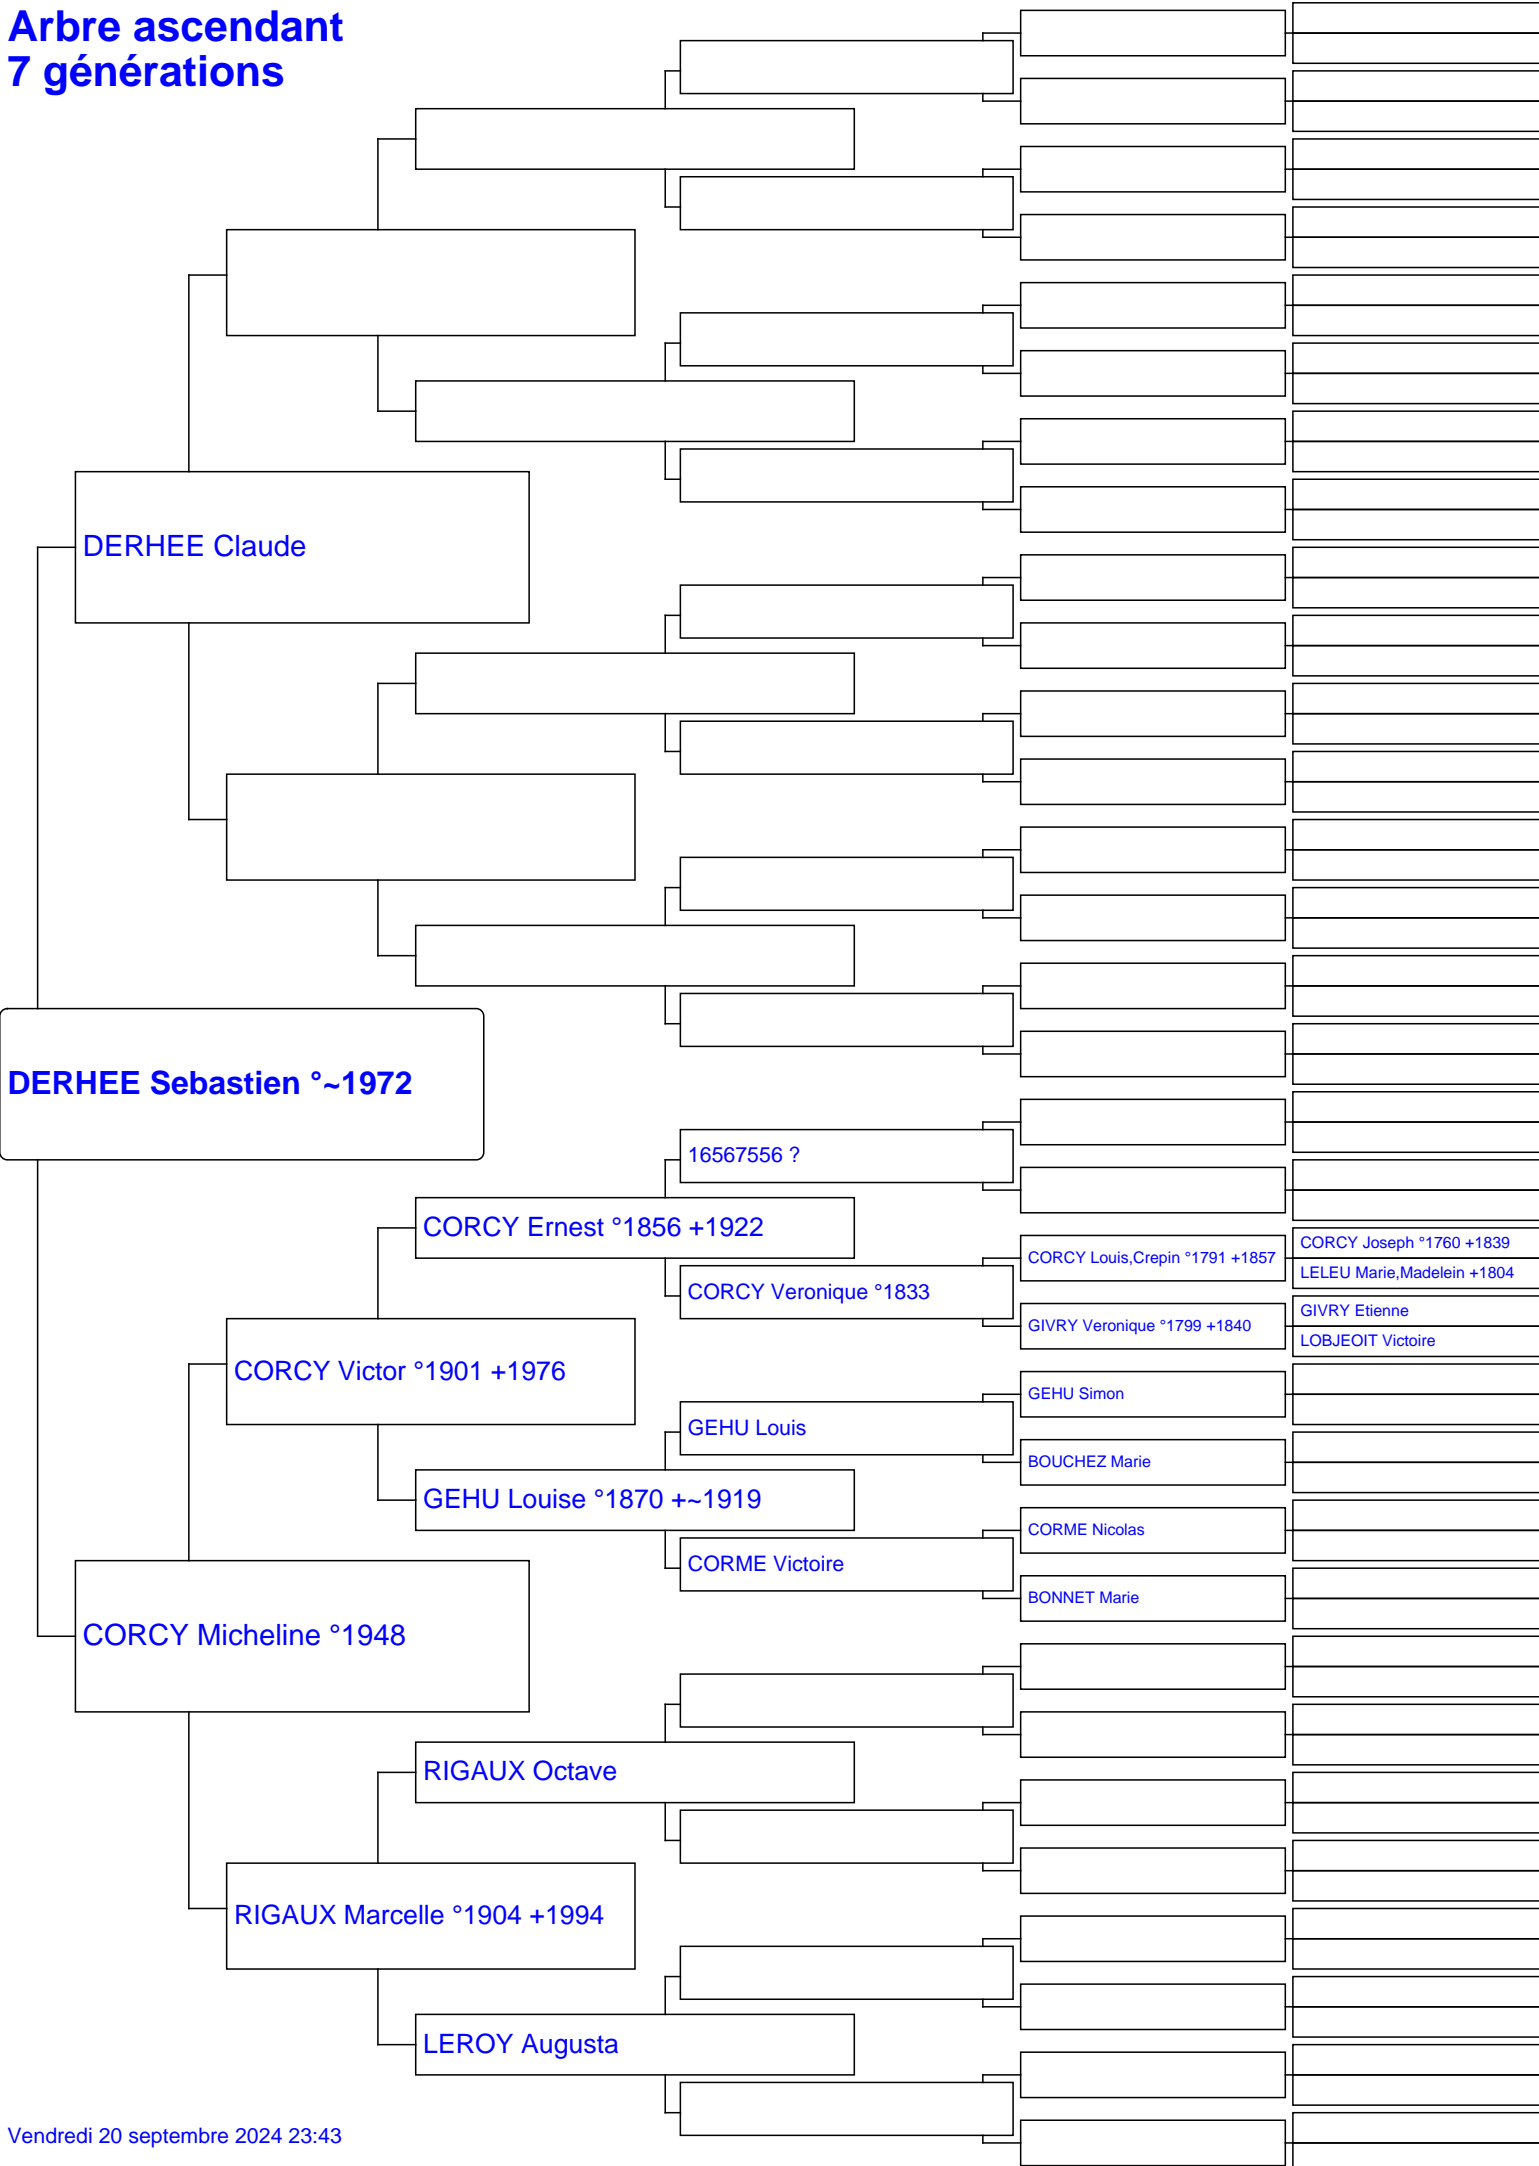 Arbre ascendant
7 générations
DERHEE Claude
DERHEE Sebastien °~1972
16567556 ?
CORCY Ernest °1856 +1922
CORCY Joseph °1760 +1839
CORCY Louis,Crepin °1791 +1857
LELEU Marie,Madelein +1804
CORCY Veronique °1833
GIVRY Etienne
GIVRY Veronique °1799 +1840
LOBJEOIT Victoire
CORCY Victor °1901 +1976
GEHU Simon
GEHU Louis
BOUCHEZ Marie
GEHU Louise °1870 +~1919
CORME Nicolas
CORME Victoire
BONNET Marie
CORCY Micheline °1948
RIGAUX Octave
RIGAUX Marcelle °1904 +1994
LEROY Augusta
Vendredi 20 septembre 2024 23:43